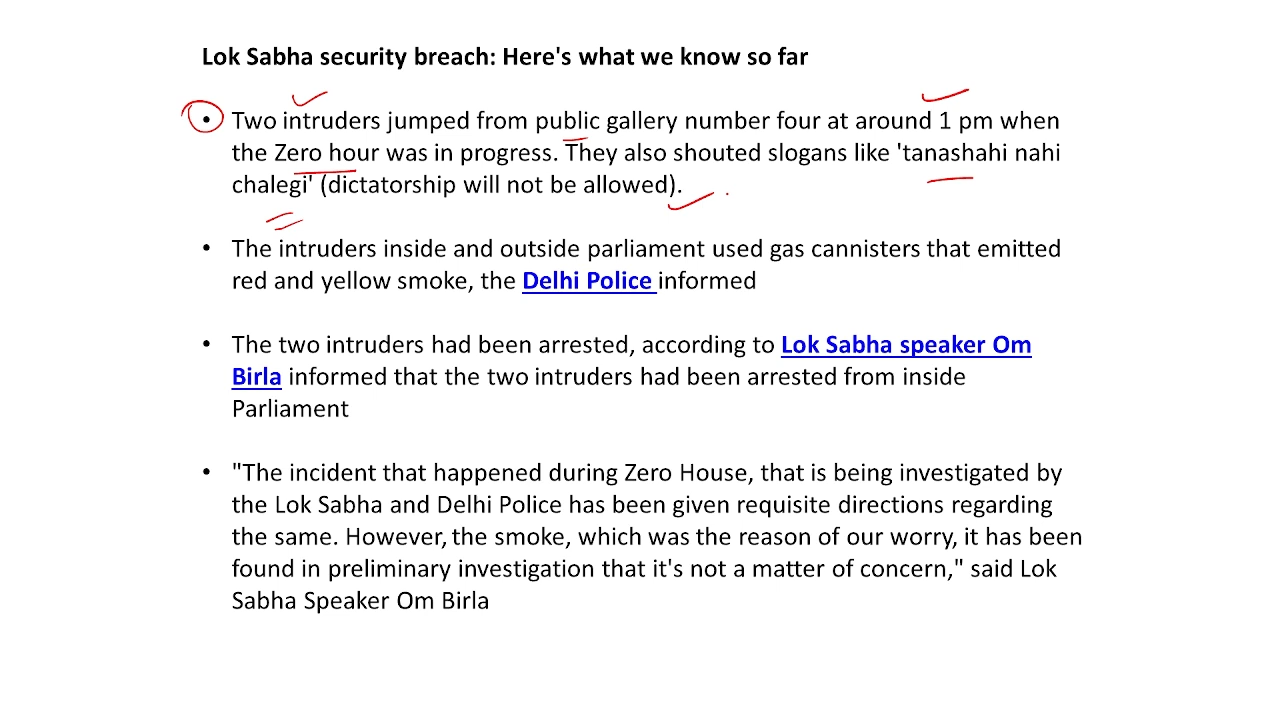 Lok Sabha security breach: Here's what we know so far
• Two intruders jumped from public gallery number four at around 1 pm when
the Zero hour was in progress. They also shouted slogans like 'tanashahi nahi
chalegi' (dictatorship will not be allowed).
• The intruders inside and outside parliament used gas cannisters that emitted
red and yellow smoke, the Delhi Police informed
• The two intruders had been arrested, according to Lok Sabha speaker Om
Birla informed that the two intruders had been arrested from inside
Parliament
• "The incident that happened during Zero House, that is being investigated by
the Lok Sabha and Delhi Police has been given requisite directions regarding
the same. However, the smoke, which was the reason of our worry, it has been
found in preliminary investigation that it's not a matter of concern," said Lok
Sabha Speaker Om Birla